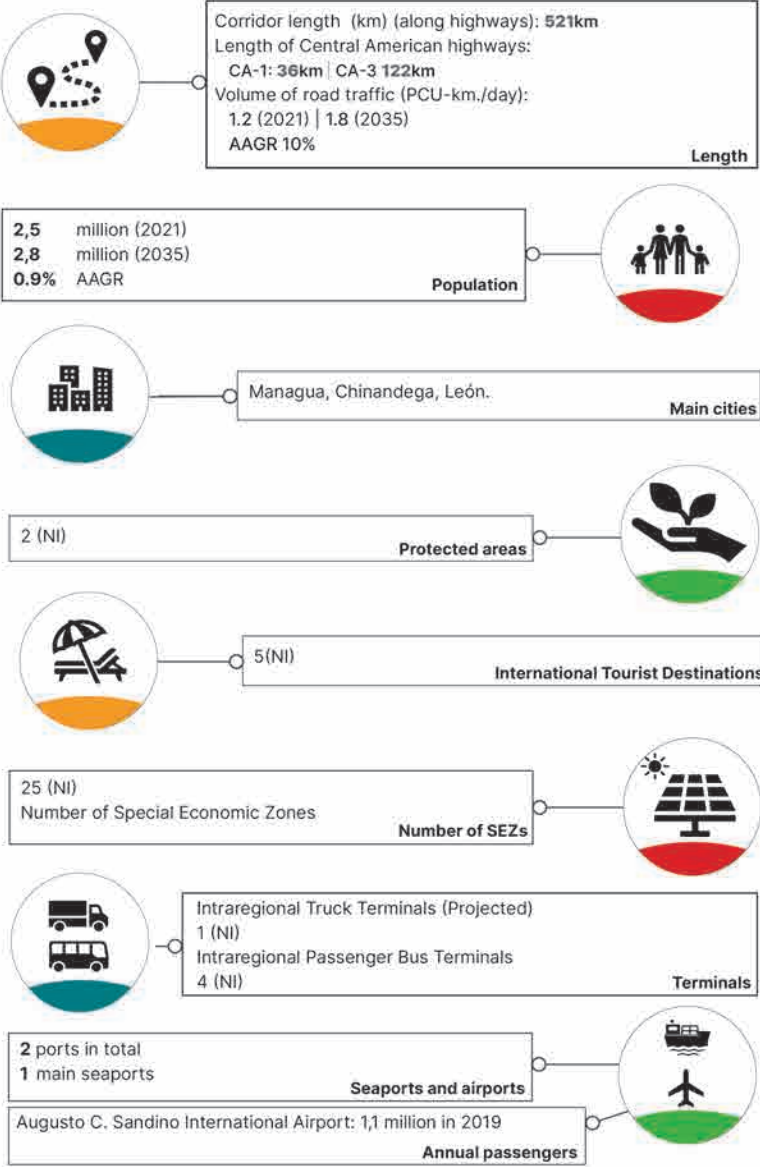 Corridor length (km) (along highways): 521km
Length of Central American highways:
CA-1: 36km | CA-3 122km
Volume of road traffic (PCU-km./day):
1.2 (2021) | 1.8 (2035)
AAGR 10%
Length
2,5 million (2021)
2,8 million (2035)
0.9% AAGR
Population
Managua, Chinandega, León.
Main cities
2 (NI)
Protected areas
5(NI)
International Tourist Destinations
25 (NI)
Number of Special Economic Zones
Number of SEZs
Intraregional Truck Terminals (Projected)
1 (NI)
Intraregional Passenger Bus Terminals
4 (NI)
Terminals
2 ports in total
1 main seaports
Seaports and airports
Augusto C. Sandino International Airport: 1,1 million in 2019
Annual passengers